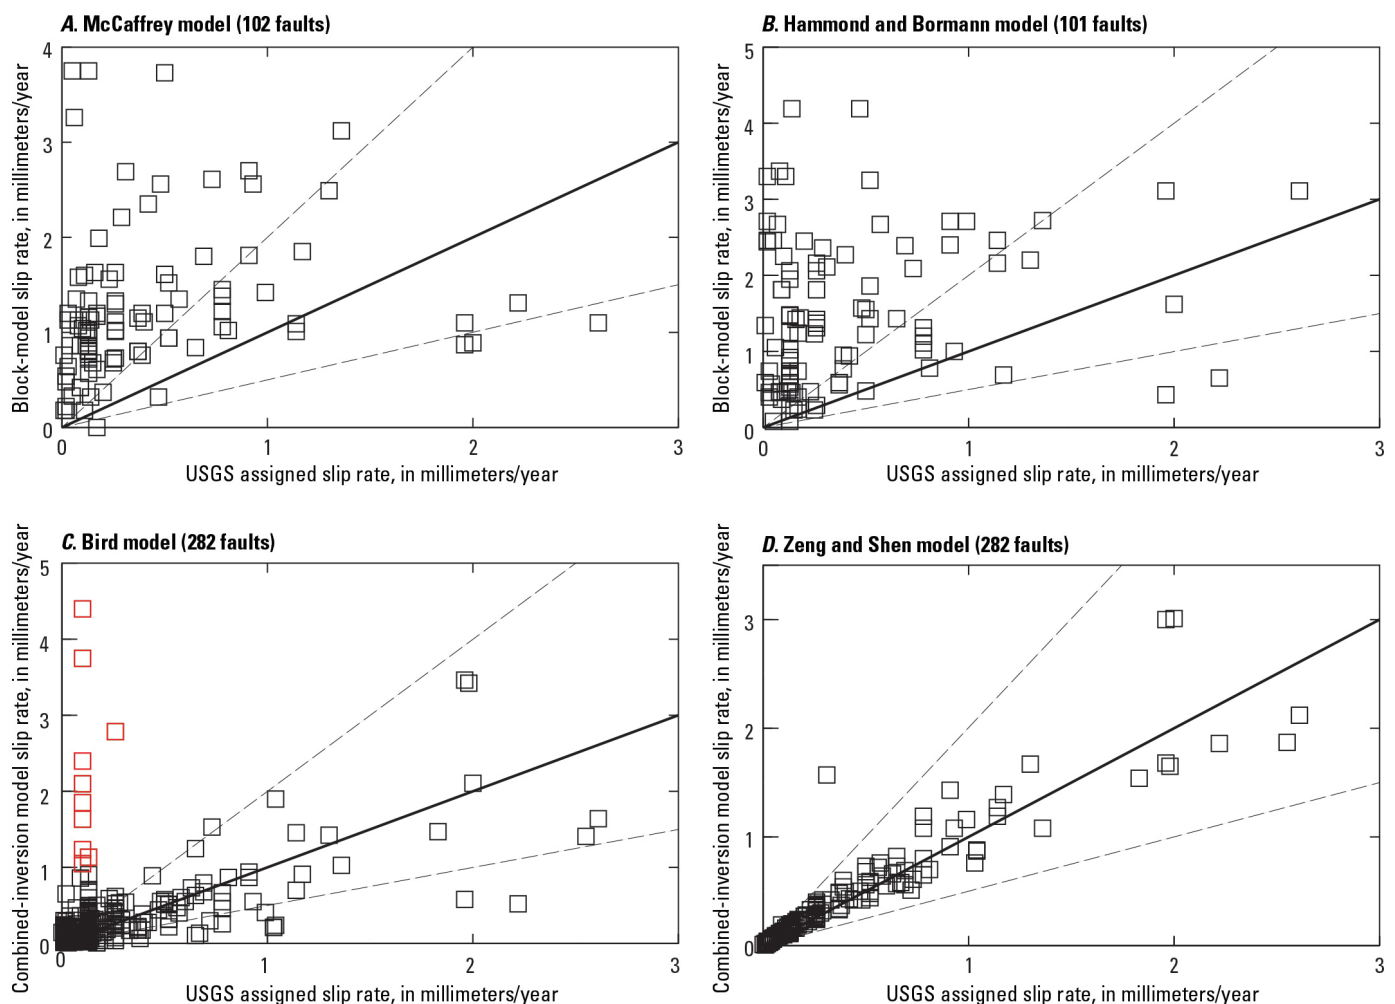 A. McCaffrey model (102 faults)
Block-model slip rate, in millimeters/year
4
3
2
1
0
0 1 2 3
USGS assigned slip rate, in millimeters/year
B. Hammond and Bormann model (101 faults)
Block-model slip rate, in millimeters/year
5
4
3
2
1
0
0 1 2 3
USGS assigned slip rate, in millimeters/year
C. Bird model (282 faults)
Combined-inversion model slip rate, in millimeters/year
5
4
3
2
1
0
0 1 2 3
USGS assigned slip rate, in millimeters/year
D. Zeng and Shen model (282 faults)
Combined-inversion model slip rate, in millimeters/year
3
2
1
0
0 1 2 3
USGS assigned slip rate, in millimeters/year